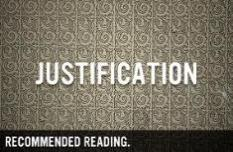 JUSTIFICATION
RECOMMENDED READING.